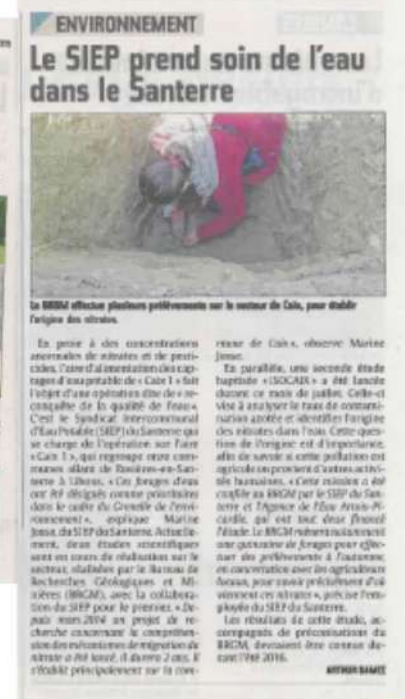 ENVIRONNEMENT
Le SIEP prend soin de l'eau
dans le Santerre
Le BRGM effectue plusieurs prélèvements sur le secteur de Caix, pour établir
l'origine des nitrates.
En proie à des concentrations
anormales de nitrates et de pesti-
cides, l'aire d'alimentation des cap-
tages d'eau potable de « Caix 1 » fait
l'objet d'une opération dite de « re-
conquête de la qualité de l'eau ».
C'est le Syndicat Intercommunal
d'Eau Potable (SIEP) du Santerre qui
se charge de l'opération sur l'aire
« Caix 1 », qui regroupe onze com-
munes allant de Rosières-en-San-
terre à Lihons. « Ces forages d'eau
ont été désignés comme prioritaires
dans le cadre du Grenelle de l'envi-
ronnement », explique Marine
Josse, du SIEP du Santerre. Actuelle-
ment, deux études scientifiques
sont en cours de réalisation sur le
secteur, réalisées par le Bureau de
Recherches Géologiques et Mi-
nières (BRGM), avec la collabora-
tion du SIEP pour le premier. « De-
puis mars 2014 un projet de re-
cherche concernant la compréhen-
sion des mécanismes de migration du
nitrate a été lancé, il durera 2 ans. Il
s'établit principalement sur la com-
mune de Caix », observe Marine
Josse.
En parallèle, une seconde étude
baptisée « ISOCAIX » a été lancée
durant ce mois de juillet. Celle-ci
vise à analyser le taux de contami-
nation azotée et identifier l'origine
des nitrates dans l'eau. Cette ques-
tion de l'origine est d'importance,
afin de savoir si cette pollution est
agricole ou provient d'autres activi-
tés humaines. « Cette mission a été
confiée au BRGM par le SIEP du San-
terre et l'Agence de l'Eau Artois-Pi-
cardie, qui ont tout deux financé
l'étude. Le BRGM mènera notamment
une quinzaine de forages pour effec-
tuer des prélèvements à l'automne,
en concertation avec les agriculteurs
locaux, pour savoir précisément d'où
viennent ces nitrates », précise l'em-
ployée du SIEP du Santerre.
Les résultats de cette étude, ac-
compagnés de préconisations du
BRGM, devraient être connus du-
rant l'été 2016.
ARTHUR